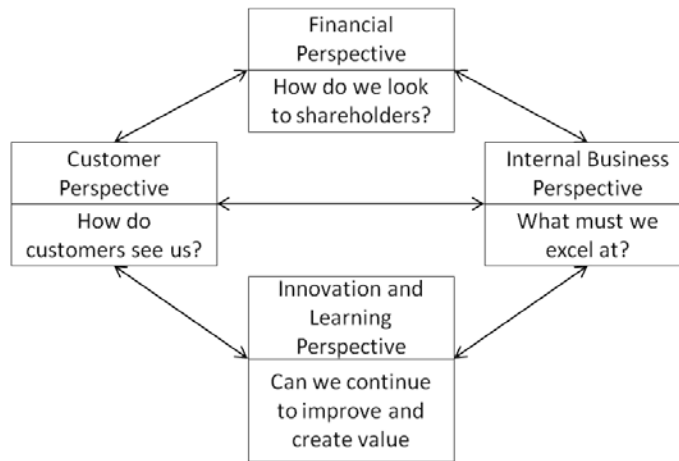 Financial
Perspective
How do we look
to shareholders?
Customer
Perspective
How do
customers see us?
Internal Business
Perspective
What must we
excel at?
Innovation and
Learning
Perspective
Can we continue
to improve and
create value